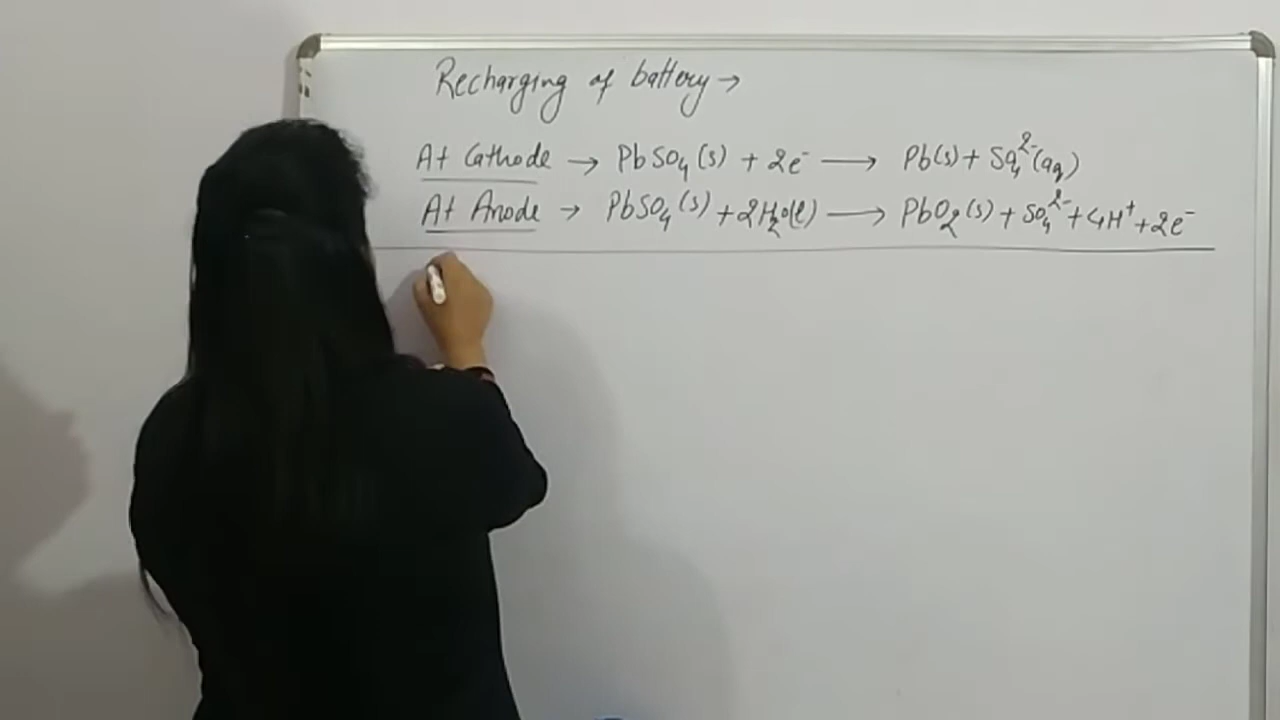 Recharging of battery →
At Cathode → PbSO₄(s) + 2e⁻ ⟶ Pb(s) + SO₄²⁻(aq)
At Anode → PbSO₄(s) + 2H₂O(l) ⟶ PbO₂(s) + SO₄²⁻ + 4H⁺ + 2e⁻